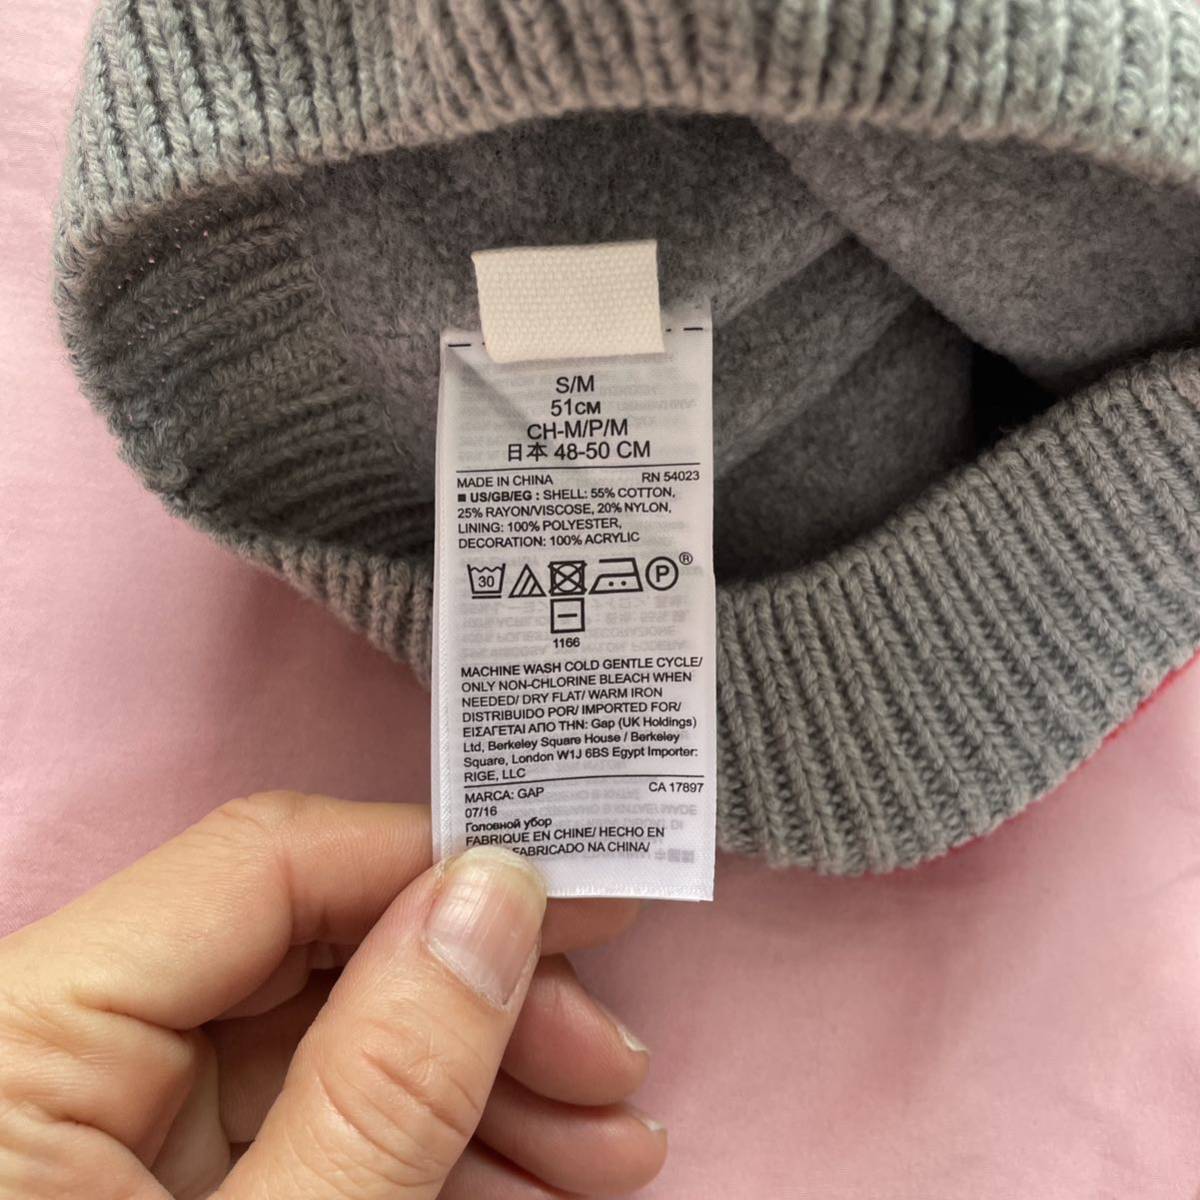 S/M
51CM
CH-M/P/M
日本 48-50 CM
MADE IN CHINA RN 54023
■ US/GB/EG : SHELL: 55% COTTON,
25% RAYON/VISCOSE, 20% NYLON,
LINING: 100% POLYESTER,
DECORATION: 100% ACRYLIC
30 P ®
1166
MACHINE WASH COLD GENTLE CYCLE/
ONLY NON-CHLORINE BLEACH WHEN
NEEDED/ DRY FLAT/ WARM IRON
DISTRIBUIDO POR/ IMPORTED FOR/
ΕΙΣΑΓΕΤΑΙ ΑΠΟ ΤΗΝ: Gap (UK Holdings)
Ltd, Berkeley Square House / Berkeley
Square, London W1J 6BS Egypt Importer:
RIGE, LLC
MARCA: GAP CA 17897
07/16
Головной убор
FABRIQUE EN CHINE/ HECHO EN
FABRICADO NA CHINA/